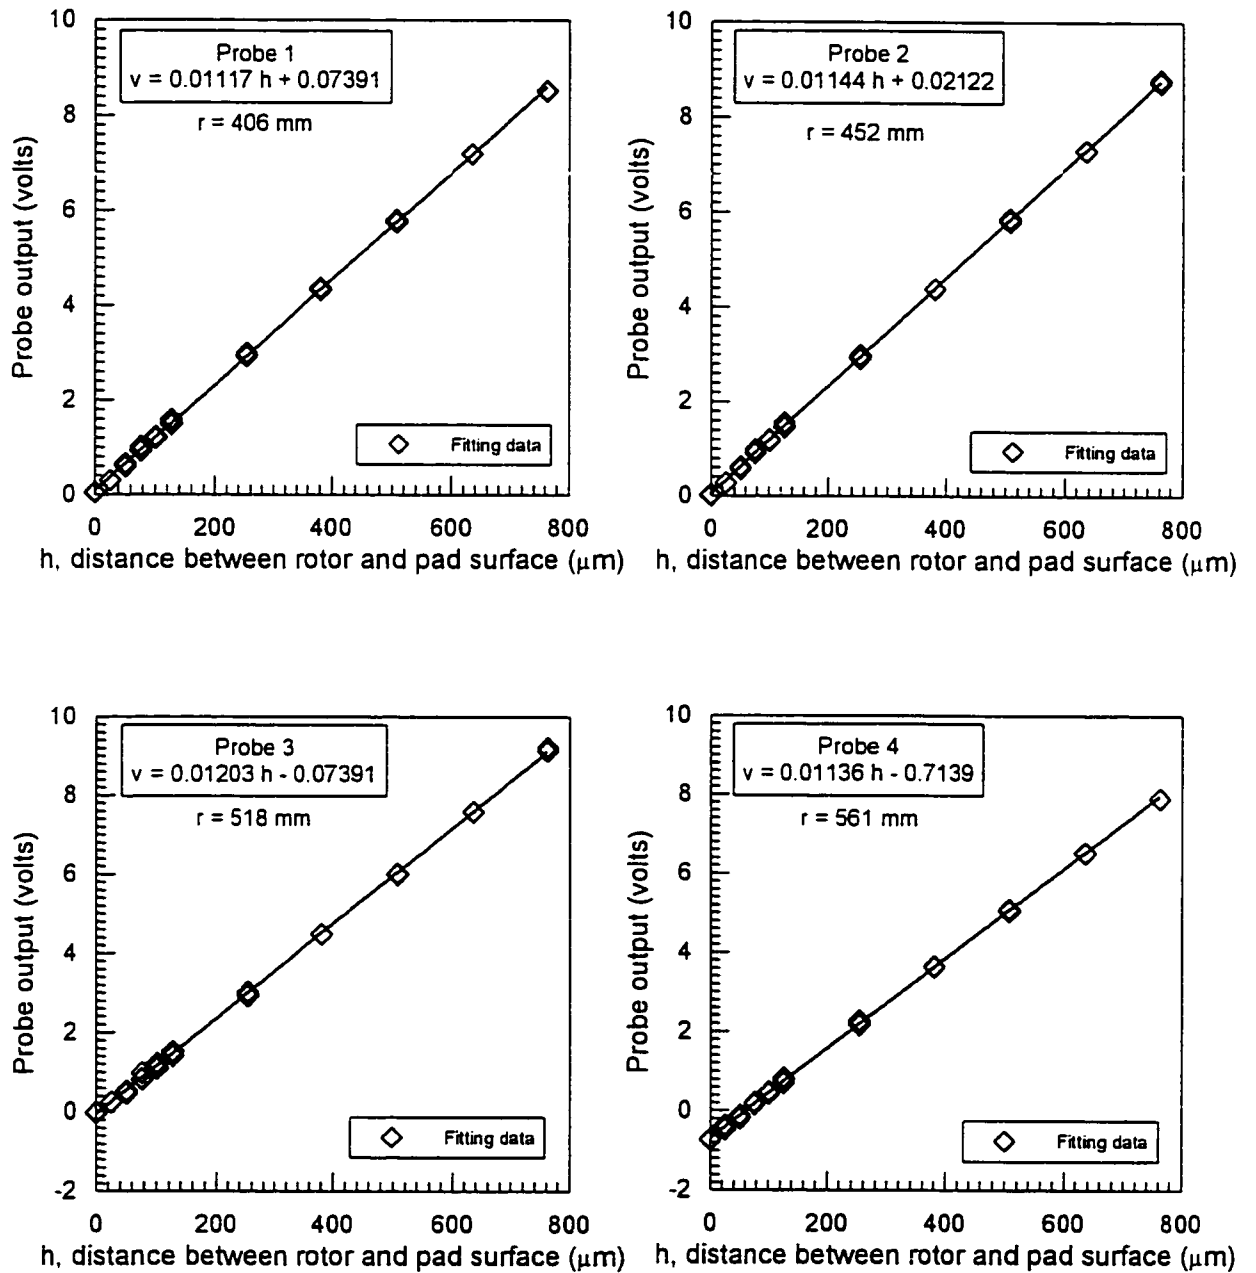 Probe 1
v = 0.01117 h + 0.07391
r = 406 mm
10
8
6
4
2
0
Probe output (volts)
Fitting data
0 200 400 600 800
h, distance between rotor and pad surface (μm)
Probe 2
v = 0.01144 h + 0.02122
r = 452 mm
10
8
6
4
2
0
Probe output (volts)
Fitting data
0 200 400 600 800
h, distance between rotor and pad surface (μm)
Probe 3
v = 0.01203 h - 0.07391
r = 518 mm
10
8
6
4
2
0
-2
Probe output (volts)
Fitting data
0 200 400 600 800
h, distance between rotor and pad surface (μm)
Probe 4
v = 0.01136 h - 0.7139
r = 561 mm
10
8
6
4
2
0
-2
Probe output (volts)
Fitting data
0 200 400 600 800
h, distance between rotor and pad surface (μm)